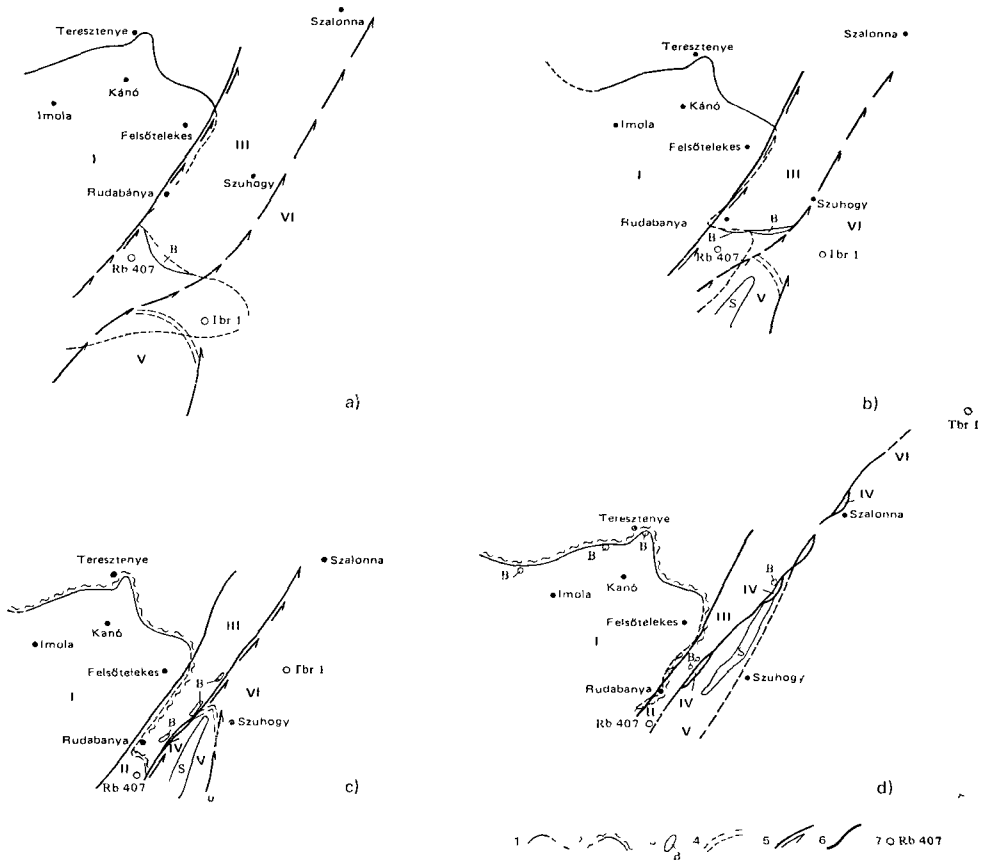 Szalonna
Teresztenye
Kánó
Imola
Felsőtelekes
I
III
Rudabánya
Szuhogy
VI
B
Rb 407
Ibr 1
V
a)
Szalonna
Teresztenye
Kánó
Imola
Felsőtelekes
I
III
Szuhogy
Rudabanya
B
B
VI
Rb 407
Ibr 1
S
V
b)
Szalonna
Teresztenye
Kanó
Imola
III
Felsőtelekes
Tbr 1
B
I
VI
B
Szuhogy
Rudabanya
IV
V
II
S
Rb 407
c)
Tbr 1
VI
IV
Szalonna
Teresztenye
B
B
B
B
Kánó
Imola
IV
III
Felsőtelekes
I
B
S
Szuhogy
Rudabanya
IV
II
Rb 407
V
d)
1 4 5 6 7 Rb 407